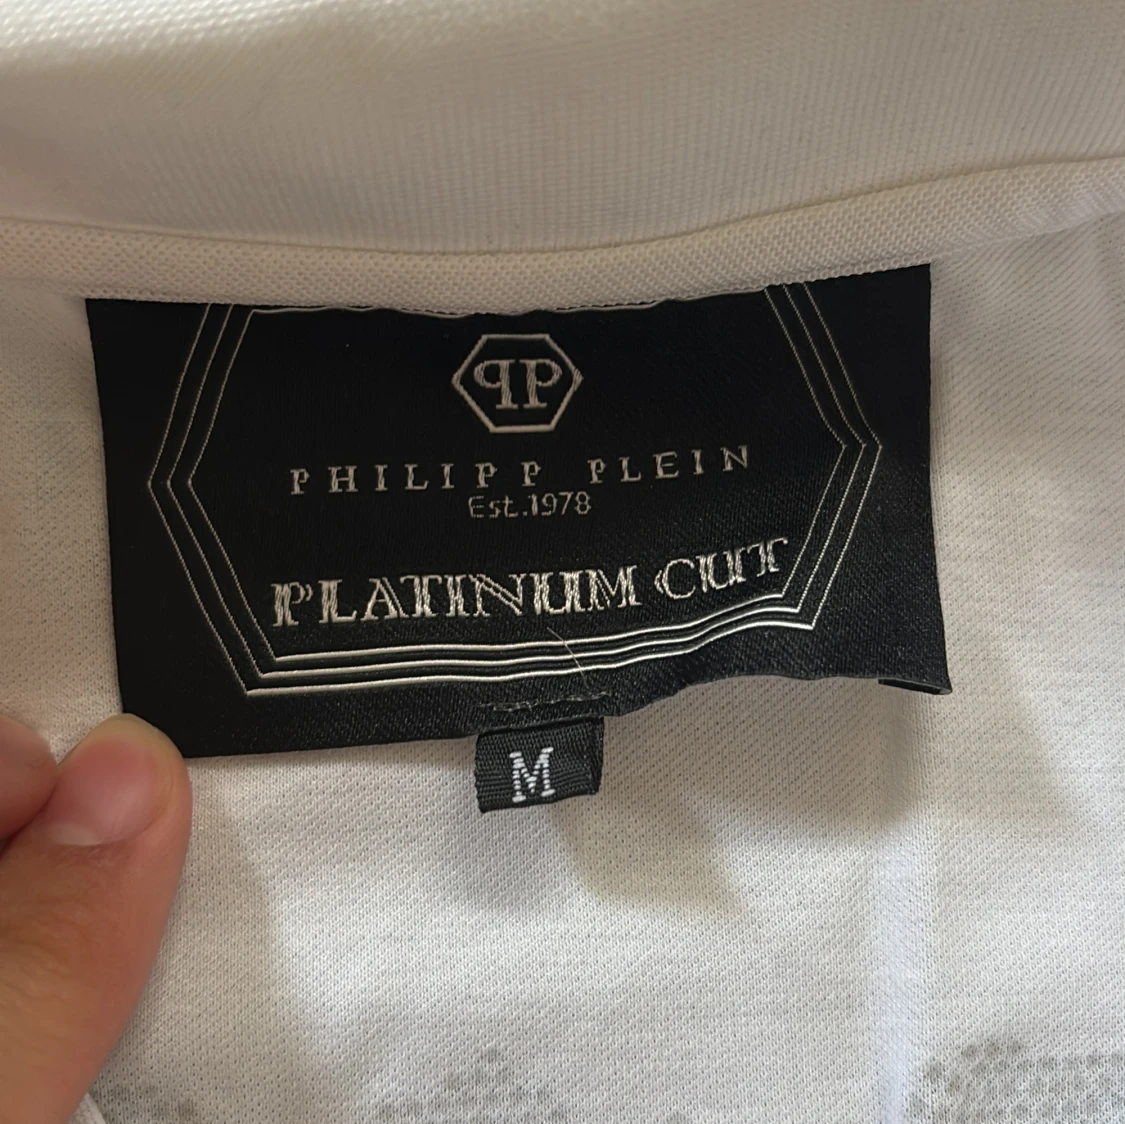 PP
PHILIPP PLEIN
Est.1978
PLATINUM CUT
M